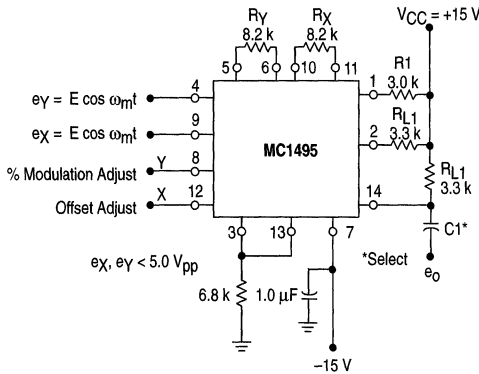 RY
8.2 k
RX
8.2 k
VCC = +15 V
5
6
10
11
4
eY = E cos ωmt
1
R1
3.0 k
9
eX = E cos ωmt
2
RL1
3.3 k
MC1495
% Modulation Adjust
Y
8
RL1
3.3 k
Offset Adjust
X
12
14
3
13
7
C1*
*Select
eo
eX, eY < 5.0 Vpp
6.8 k
1.0 μF
–15 V